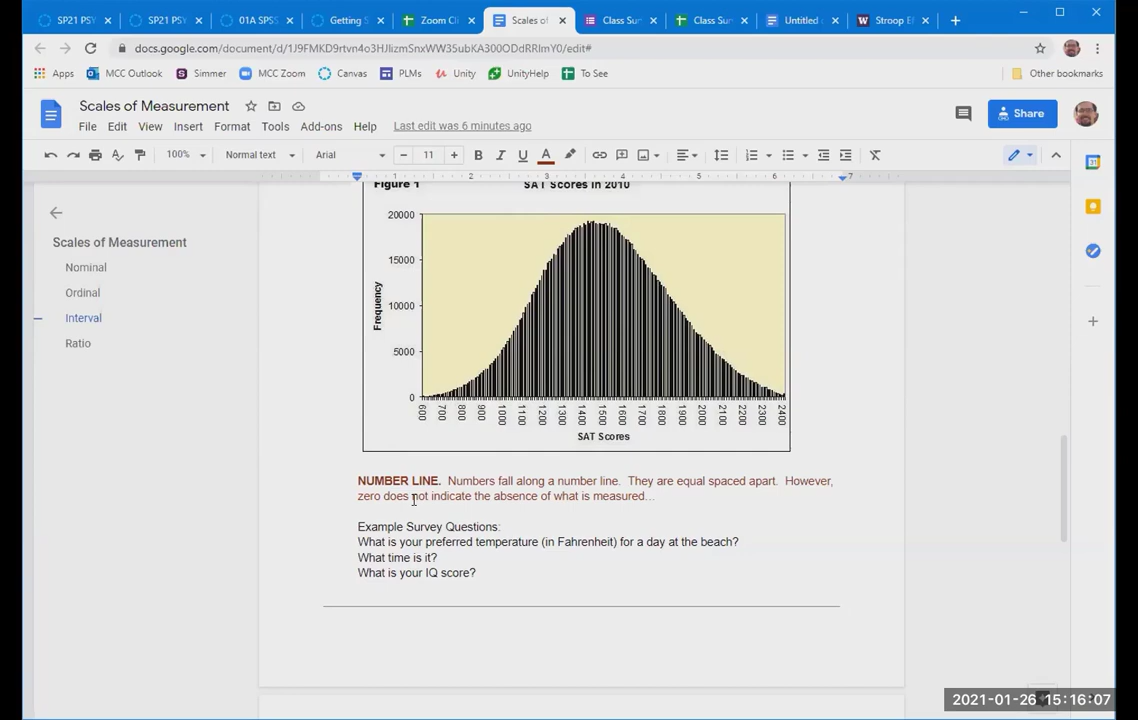 SP21 PSY
SP21 PSY
01A SPSS
Getting S
Zoom Cli
Scales of
Class Sur
Class Sur
Untitled
Stroop Ef
docs.google.com/document/d/1J9FMKD9rtvn4o3HJlizmSnxWW35ubKA300ODdRRlmY0/edit#
Apps
MCC Outlook
Simmer
MCC Zoom
Canvas
PLMs
Unity
UnityHelp
To See
Other bookmarks
Scales of Measurement
Share
File Edit View Insert Format Tools Add-ons Help Last edit was 6 minutes ago
100% Normal text Arial 11
1 2 3 4 5 6 7
Scales of Measurement
Nominal
Ordinal
Interval
Ratio
Figure 1 SAT Scores in 2010
20000
15000
10000
5000
0
Frequency
600 700 800 900 1000 1100 1200 1300 1400 1500 1600 1700 1800 1900 2000 2100 2200 2300 2400
SAT Scores
NUMBER LINE. Numbers fall along a number line. They are equal spaced apart. However,
zero does not indicate the absence of what is measured…
Example Survey Questions:
What is your preferred temperature (in Fahrenheit) for a day at the beach?
What time is it?
What is your IQ score?
2021-01-26 15:16:07